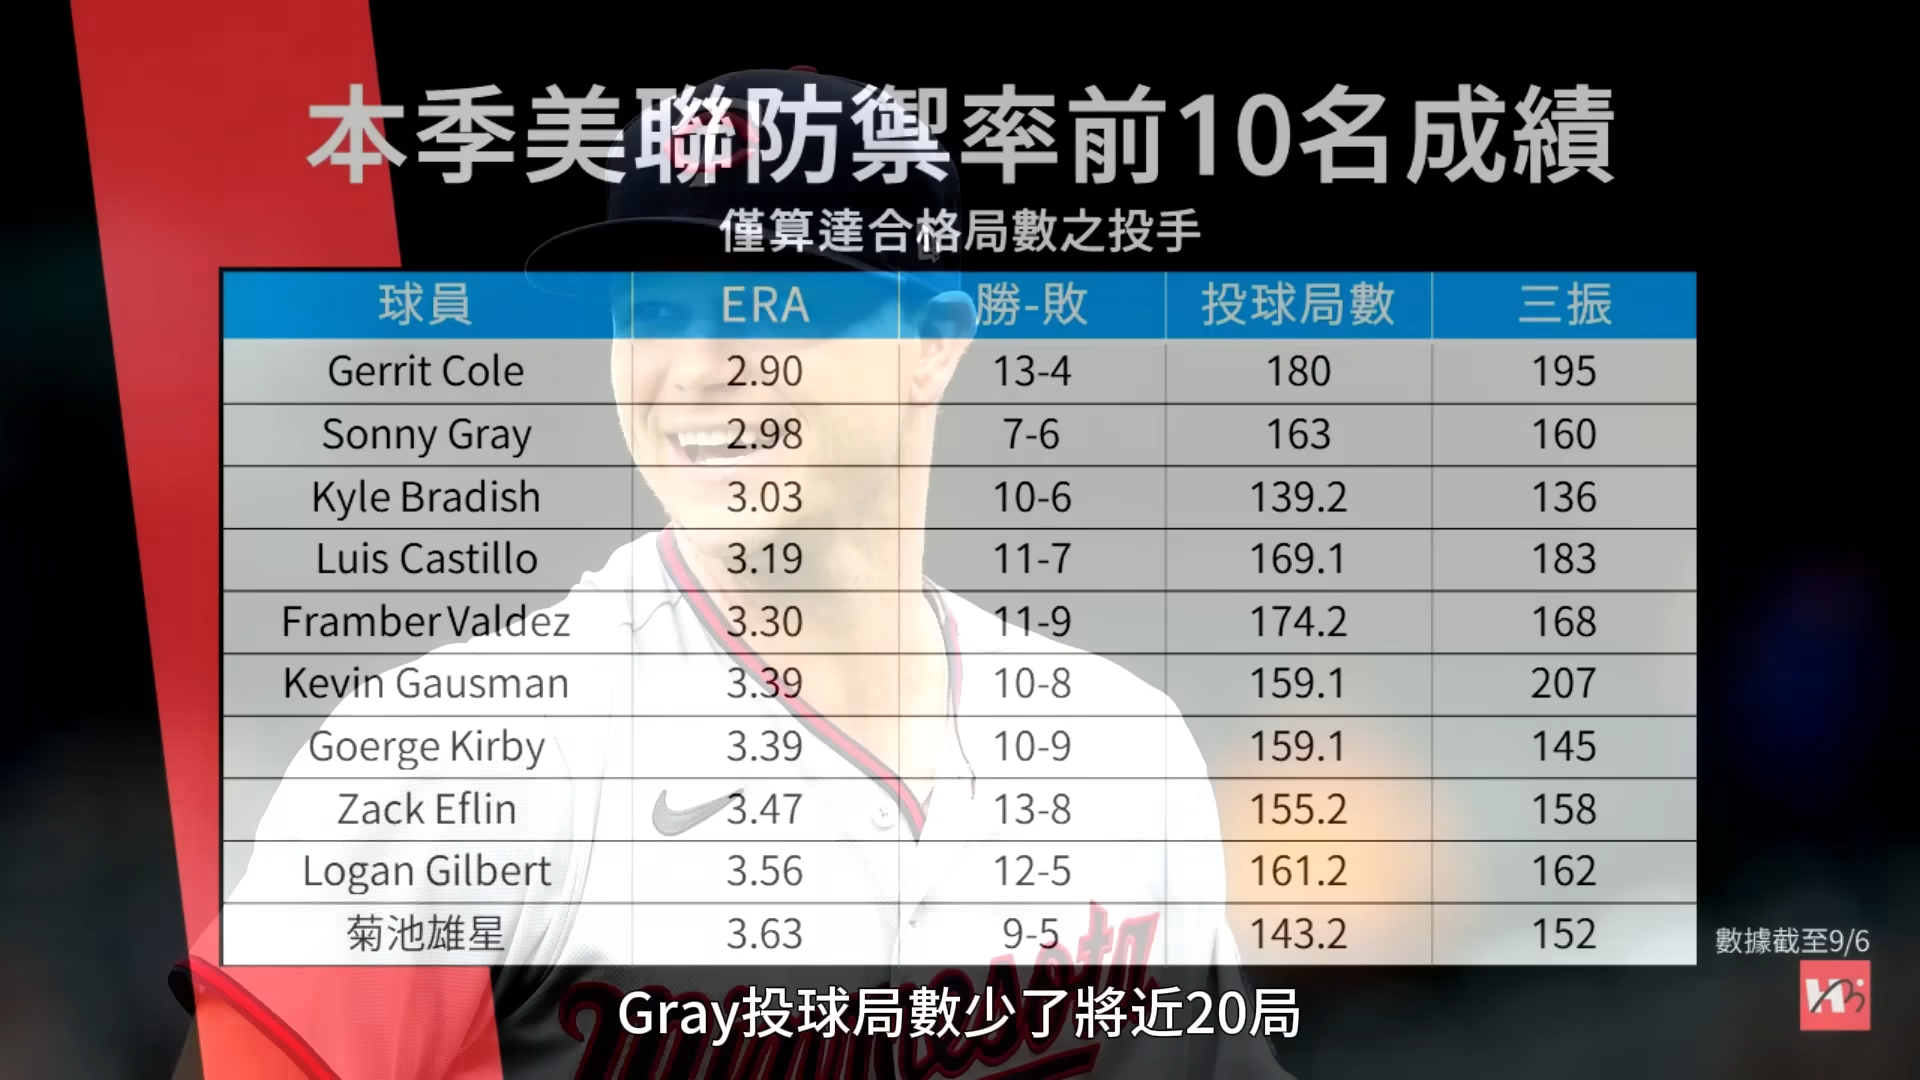 本季美聯防禦率前10名成績
僅算達合格局數之投手
球員 ERA 勝-敗 投球局數 三振
Gerrit Cole 2.90 13-4 180 195
Sonny Gray 2.98 7-6 163 160
Kyle Bradish 3.03 10-6 139.2 136
Luis Castillo 3.19 11-7 169.1 183
Framber Valdez 3.30 11-9 174.2 168
Kevin Gausman 3.39 10-8 159.1 207
Goerge Kirby 3.39 10-9 159.1 145
Zack Eflin 3.47 13-8 155.2 158
Logan Gilbert 3.56 12-5 161.2 162
菊池雄星 3.63 9-5 143.2 152
數據截至9/6
Minnesota
Gray投球局數少了將近20局